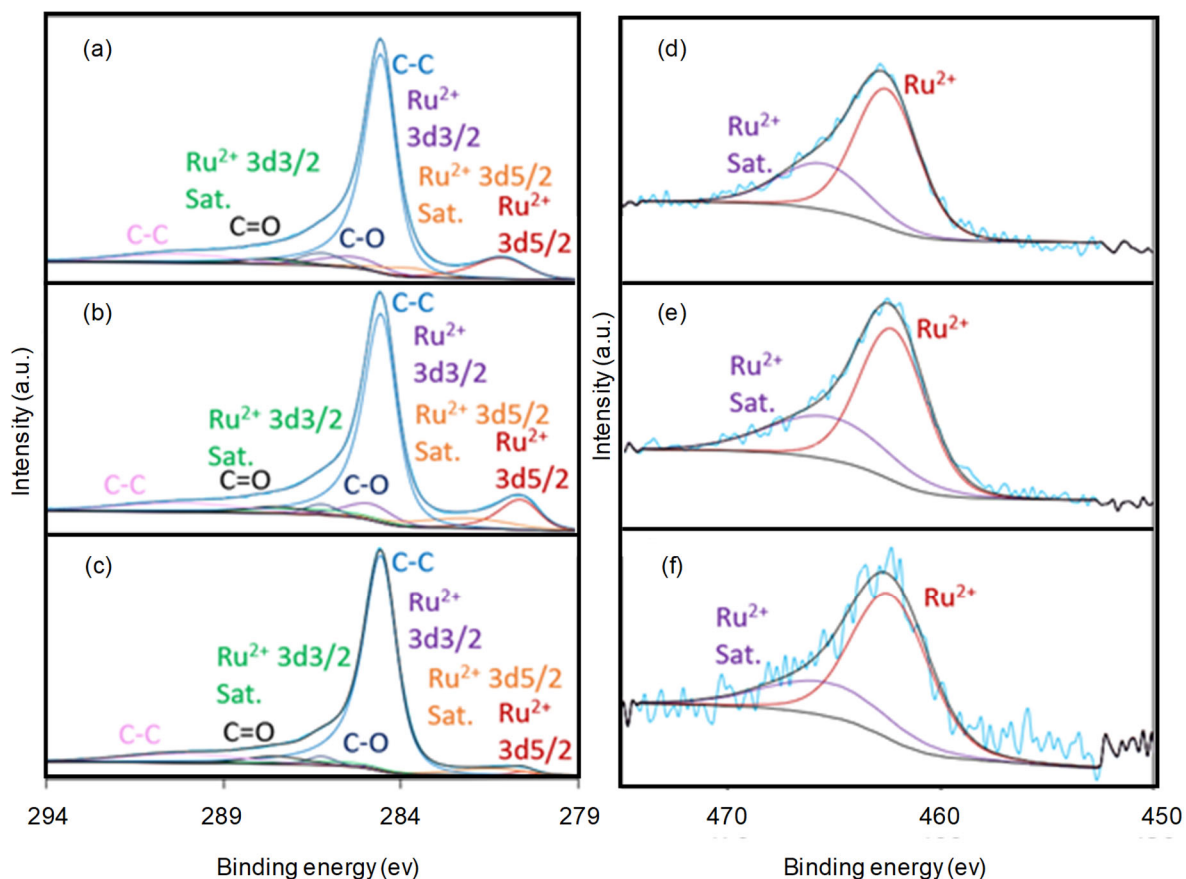 (a)
C-C
Ru²⁺
3d3/2
Ru²⁺ 3d3/2
Sat.
Ru²⁺ 3d5/2
Sat.
Ru²⁺
3d5/2
C-C
C=O
C-O
(b)
C-C
Ru²⁺
3d3/2
Ru²⁺ 3d3/2
Sat.
Ru²⁺ 3d5/2
Sat.
Ru²⁺
3d5/2
C-C
C=O
C-O
(c)
C-C
Ru²⁺
3d3/2
Ru²⁺ 3d3/2
Sat.
Ru²⁺ 3d5/2
Sat.
Ru²⁺
3d5/2
C-C
C=O
C-O
Intensity (a.u.)
294 289 284 279
Binding energy (ev)
(d)
Ru²⁺
Ru²⁺
Sat.
(e)
Ru²⁺
Ru²⁺
Sat.
(f)
Ru²⁺
Ru²⁺
Sat.
Intensity (a.u.)
470 460 450
Binding energy (ev)